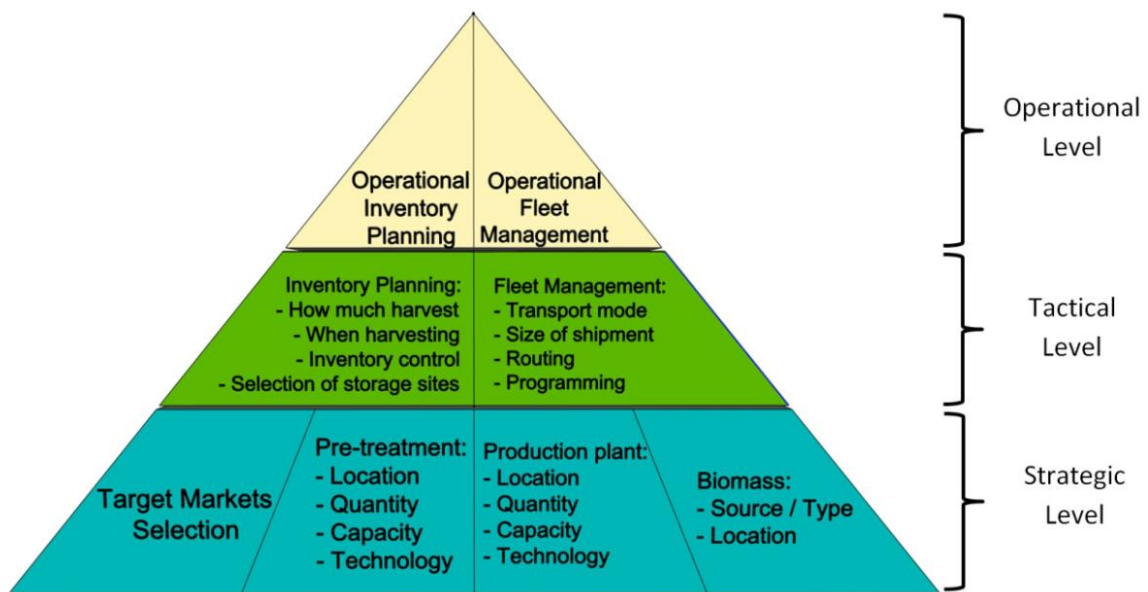 Operational
Inventory
Planning
Operational
Fleet
Management
Operational
Level
Inventory Planning:
- How much harvest
- When harvesting
- Inventory control
- Selection of storage sites
Fleet Management:
- Transport mode
- Size of shipment
- Routing
- Programming
Tactical
Level
Target Markets
Selection
Pre-treatment:
- Location
- Quantity
- Capacity
- Technology
Production plant:
- Location
- Quantity
- Capacity
- Technology
Biomass:
- Source / Type
- Location
Strategic
Level